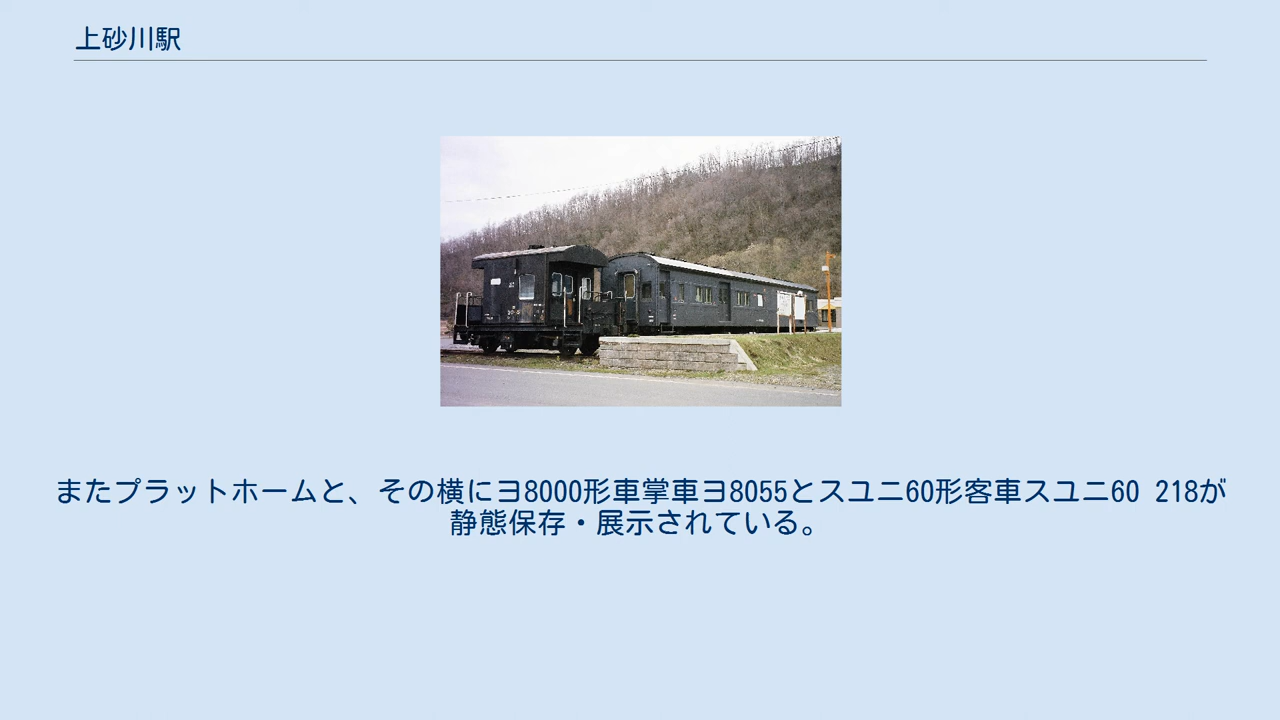 上砂川駅
またプラットホームと、その横にヨ8000形車掌車ヨ8055とスユニ60形客車スユニ60 218が
静態保存・展示されている。